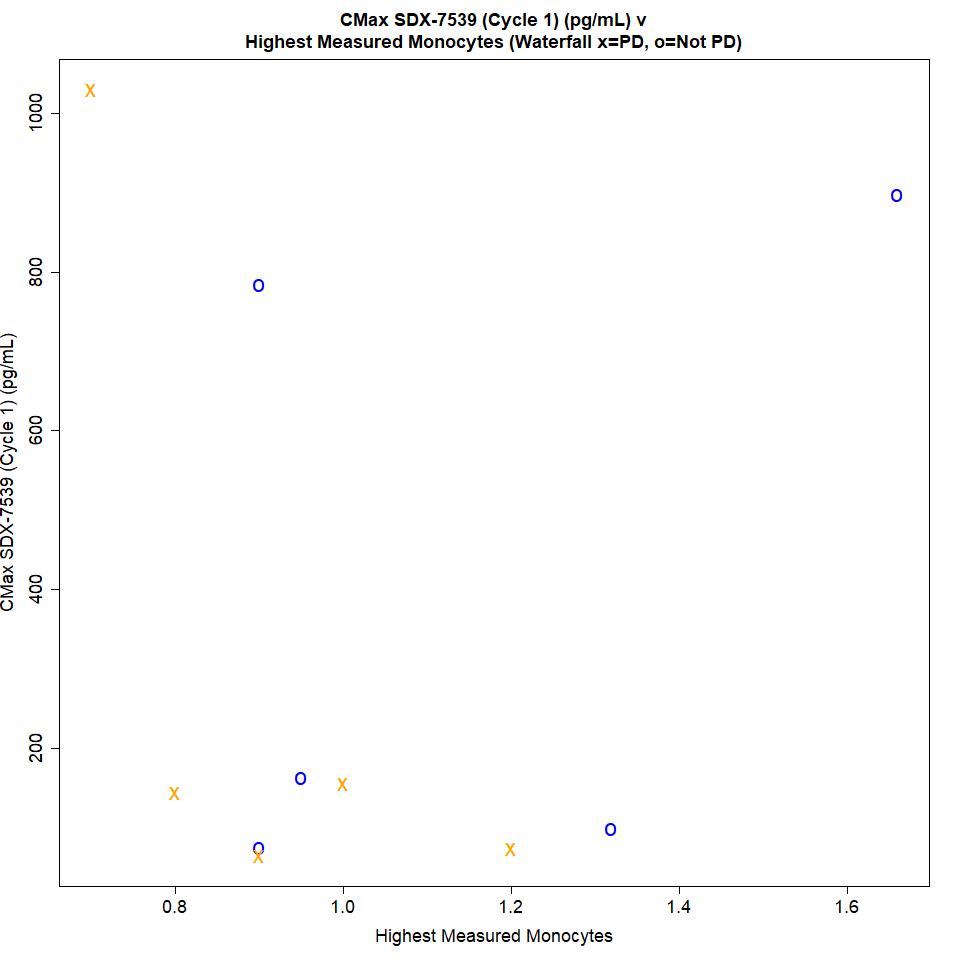 CMax SDX-7539 (Cycle 1) (pg/mL) v
Highest Measured Monocytes (Waterfall x=PD, o=Not PD)
CMax SDX-7539 (Cycle 1) (pg/mL)
1000
800
600
400
200
x
o
o
o
x
x
o
o
x
x
0.8
1.0
1.2
1.4
1.6
Highest Measured Monocytes